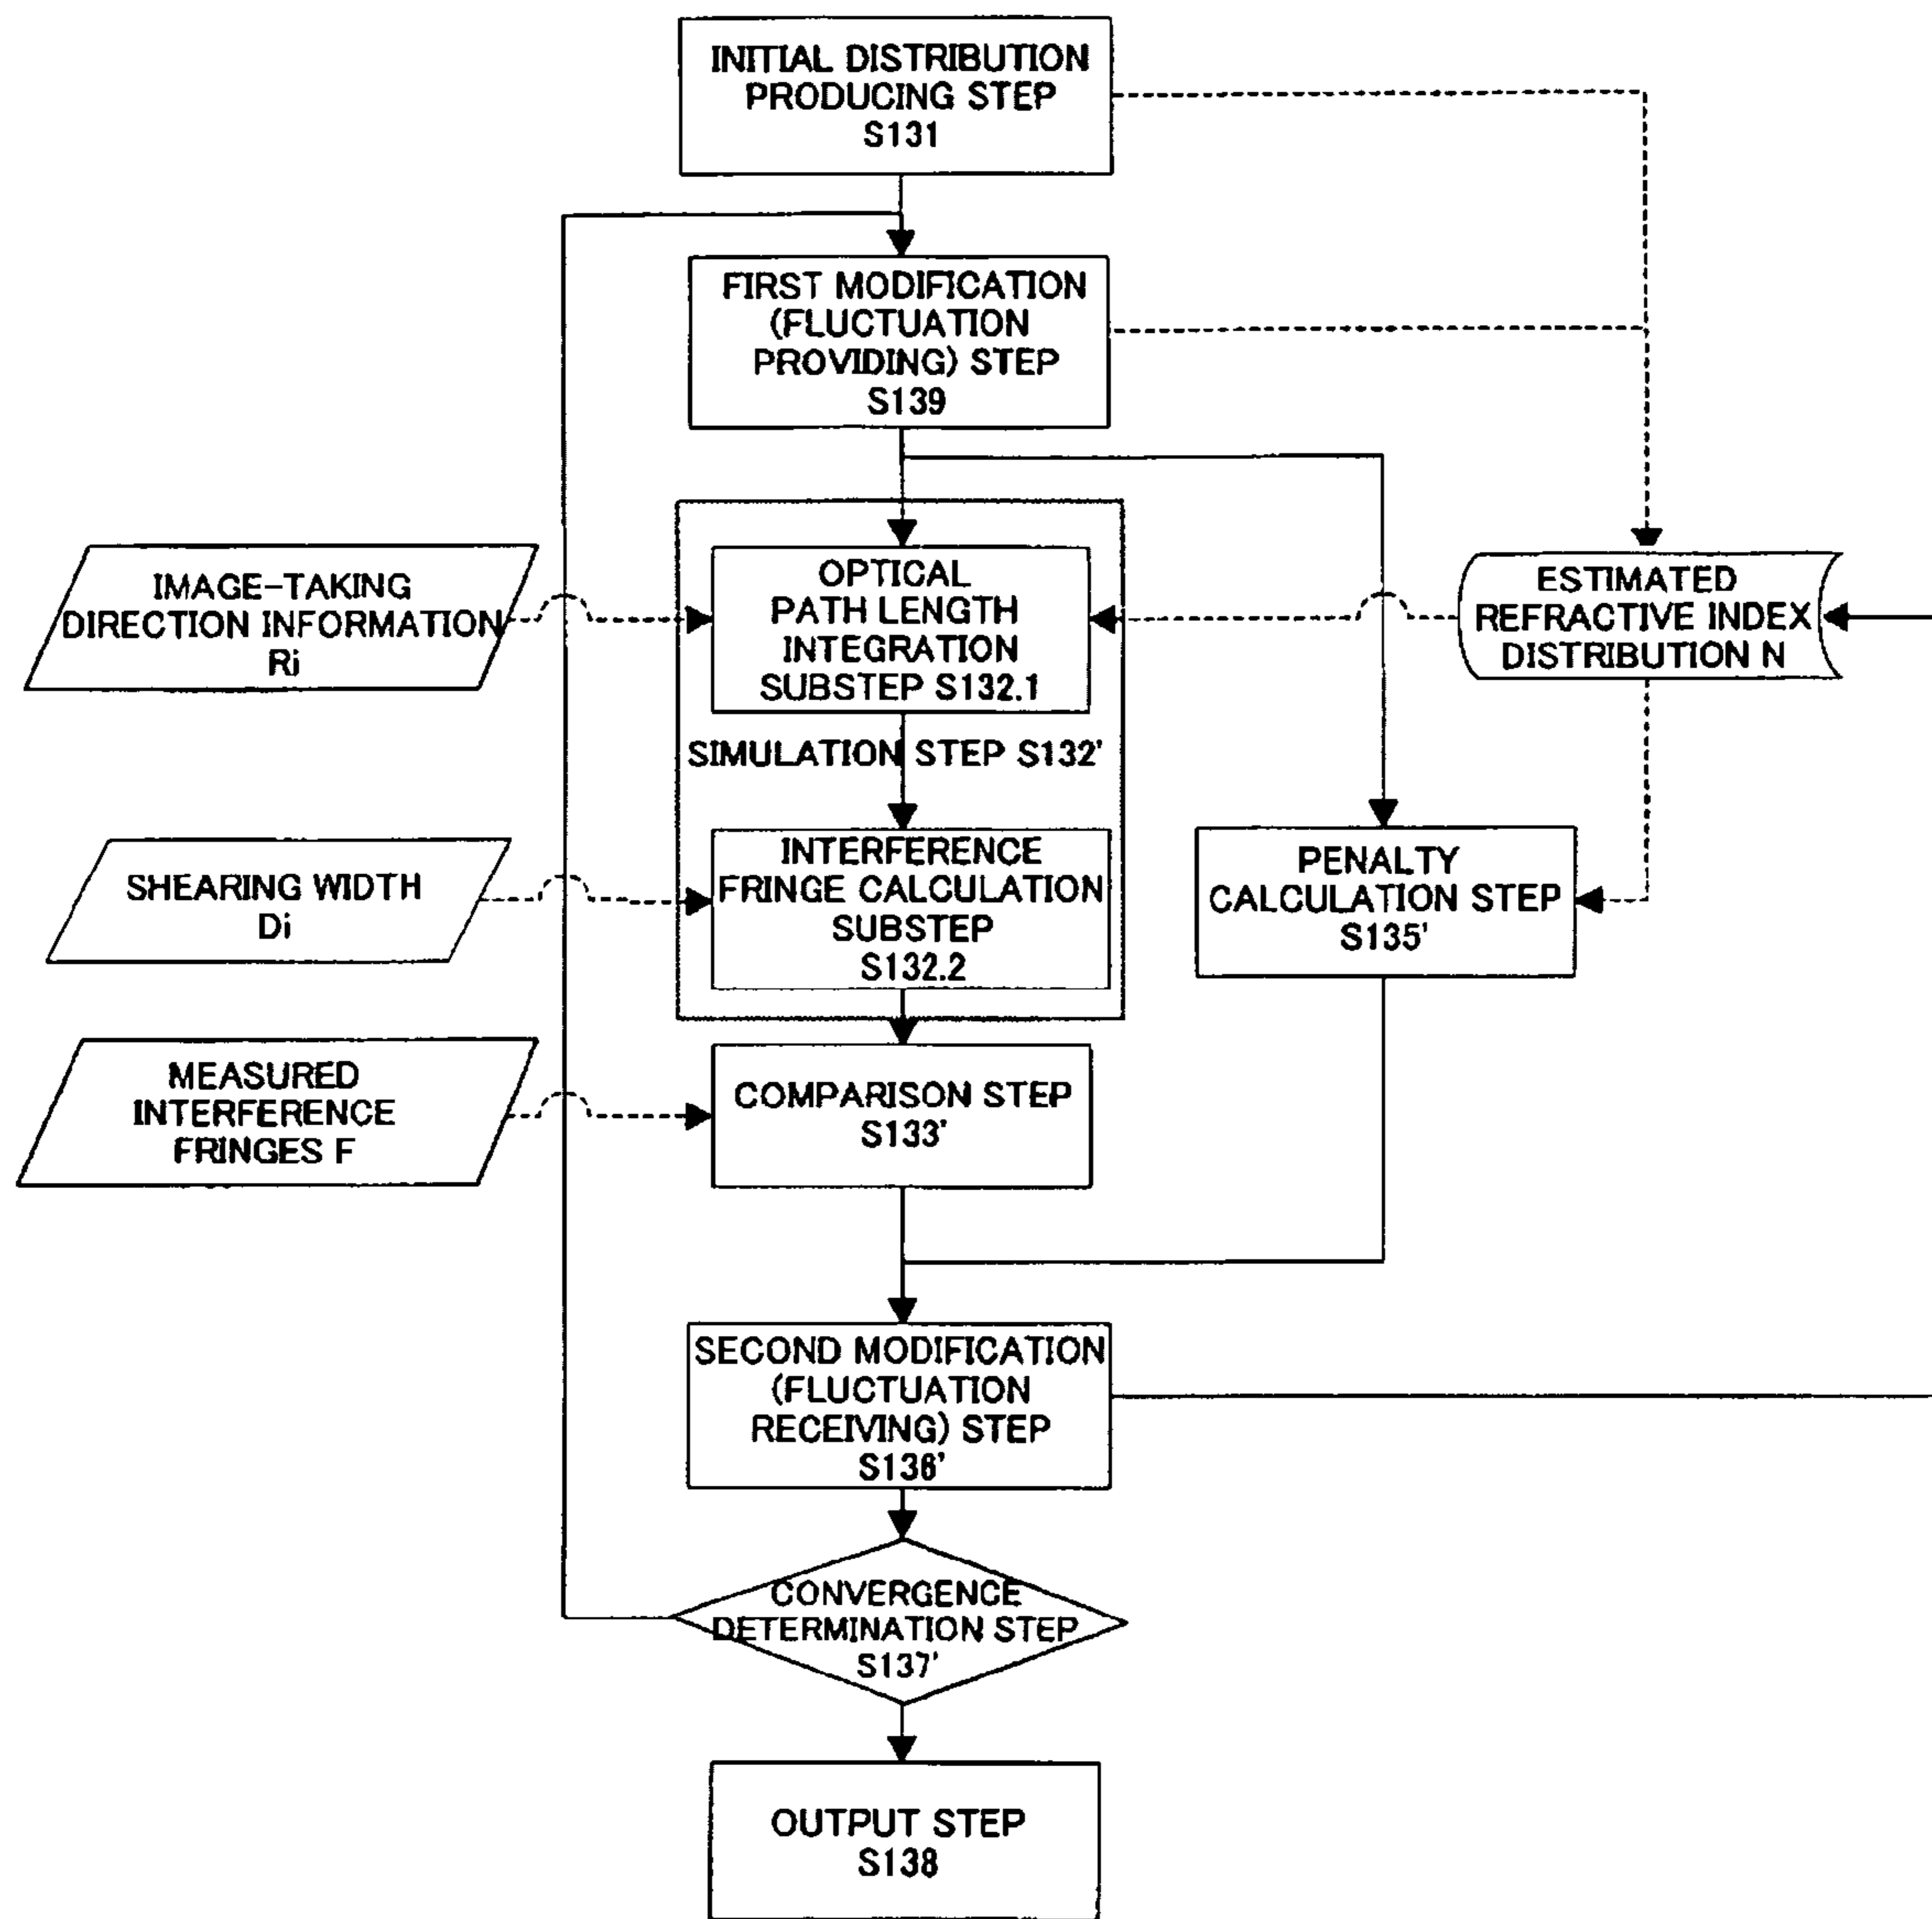 INITIAL DISTRIBUTION
PRODUCING STEP
S131
FIRST MODIFICATION
(FLUCTUATION
PROVIDING) STEP
S139
IMAGE-TAKING
DIRECTION INFORMATION
Ri
OPTICAL
PATH LENGTH
INTEGRATION
SUBSTEP S132.1
ESTIMATED
REFRACTIVE INDEX
DISTRIBUTION N
SIMULATION STEP S132'
SHEARING WIDTH
Di
INTERFERENCE
FRINGE CALCULATION
SUBSTEP
S132.2
PENALTY
CALCULATION STEP
S135'
MEASURED
INTERFERENCE
FRINGES F
COMPARISON STEP
S133'
SECOND MODIFICATION
(FLUCTUATION
RECEIVING) STEP
S136'
CONVERGENCE
DETERMINATION STEP
S137'
OUTPUT STEP
S138